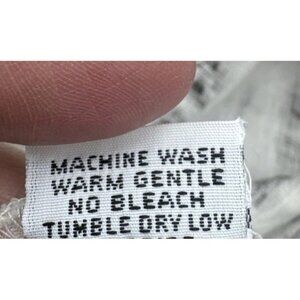 MACHINE WASH
WARM GENTLE
NO BLEACH
TUMBLE DRY LOW